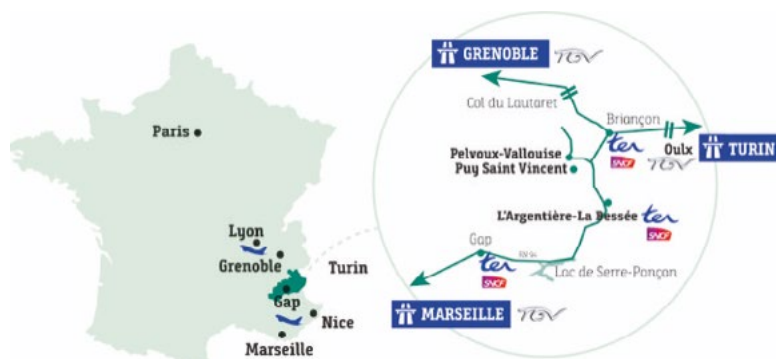 Paris
Lyon
Grenoble
Turin
Gap
Nice
Marseille
GRENOBLE TGV
Col du Lautaret
Briançon
ter
SNCF
Oulx
TGV
TURIN
Pelvoux-Vallouise
Puy Saint Vincent
L'Argentière-La Bessée ter
SNCF
Gap
ter
SNCF
RN 94
Lac de Serre-Ponçon
MARSEILLE TGV